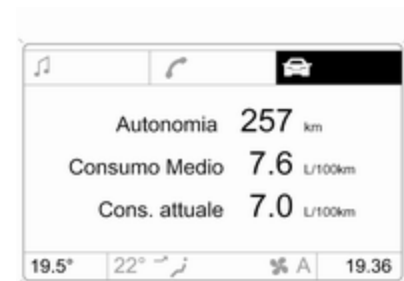 Autonomia 257 km
Consumo Medio 7.6 L/100km
Cons. attuale 7.0 L/100km
19.5° 22° A 19.36